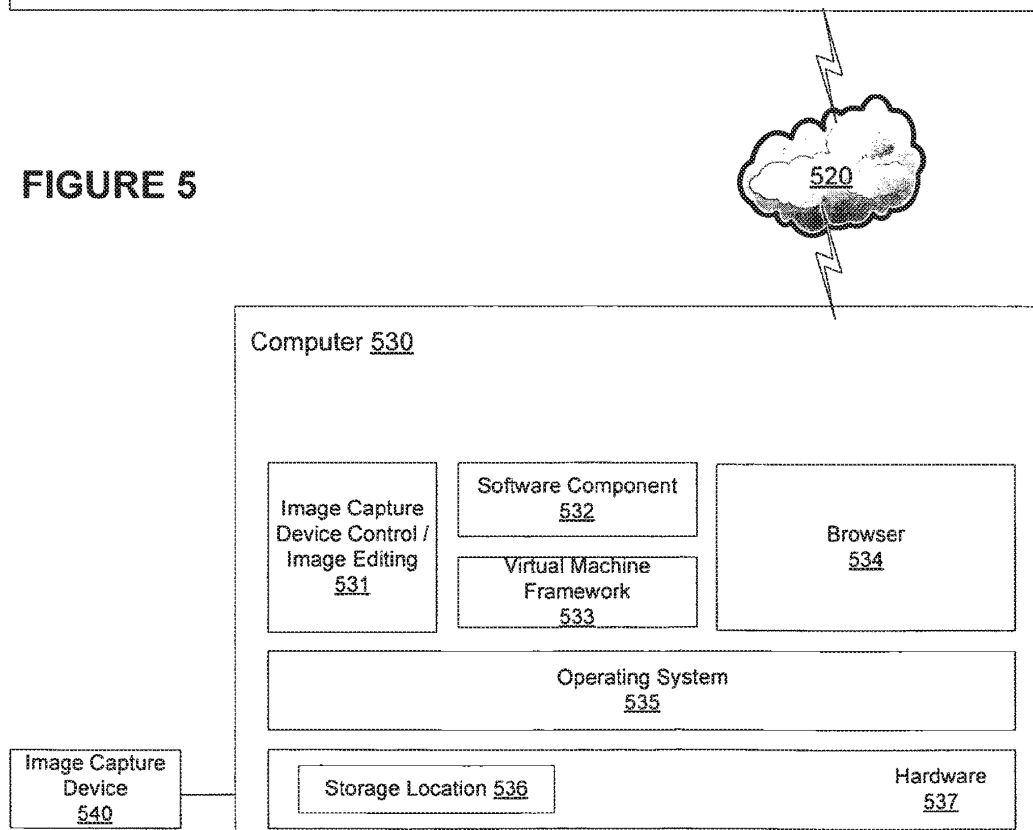 FIGURE 5
520
Computer 530
Image Capture
Device Control /
Image Editing
531
Software Component
532
Virtual Machine
Framework
533
Browser
534
Operating System
535
Image Capture
Device
540
Storage Location 536
Hardware
537